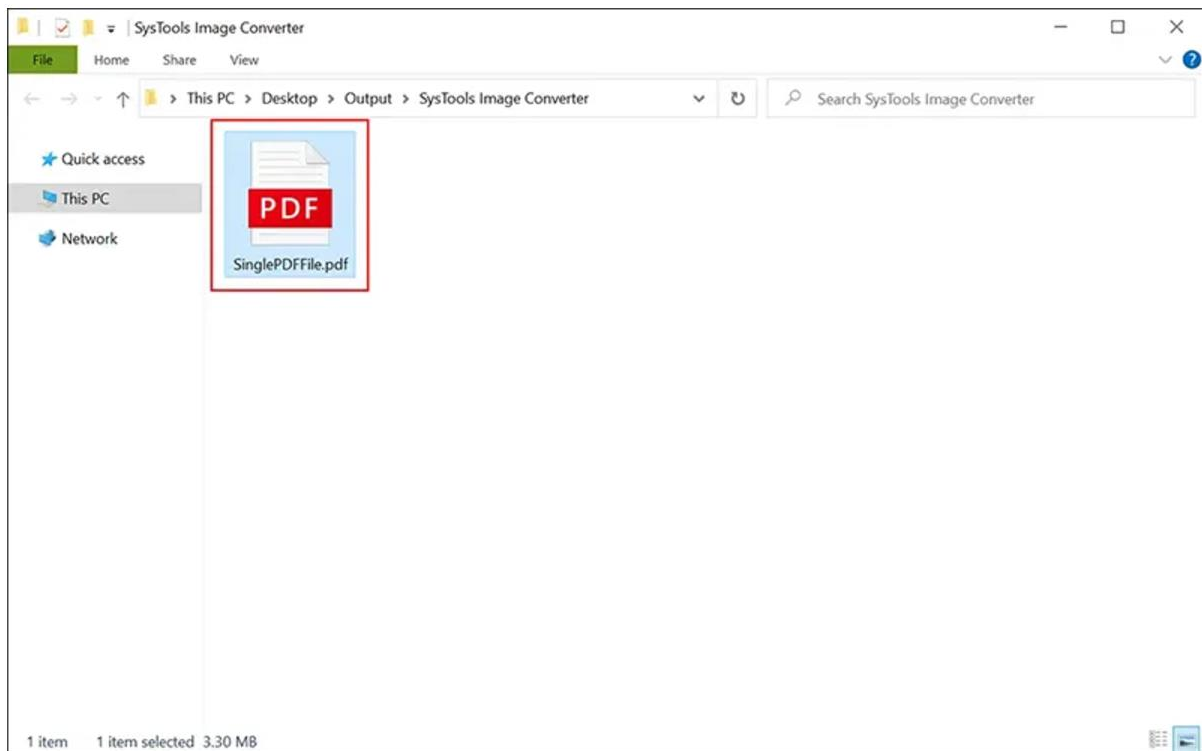 SysTools Image Converter
File Home Share View
This PC > Desktop > Output > SysTools Image Converter
Search SysTools Image Converter
Quick access
This PC
Network
PDF
SinglePDFFile.pdf
1 item 1 item selected 3.30 MB